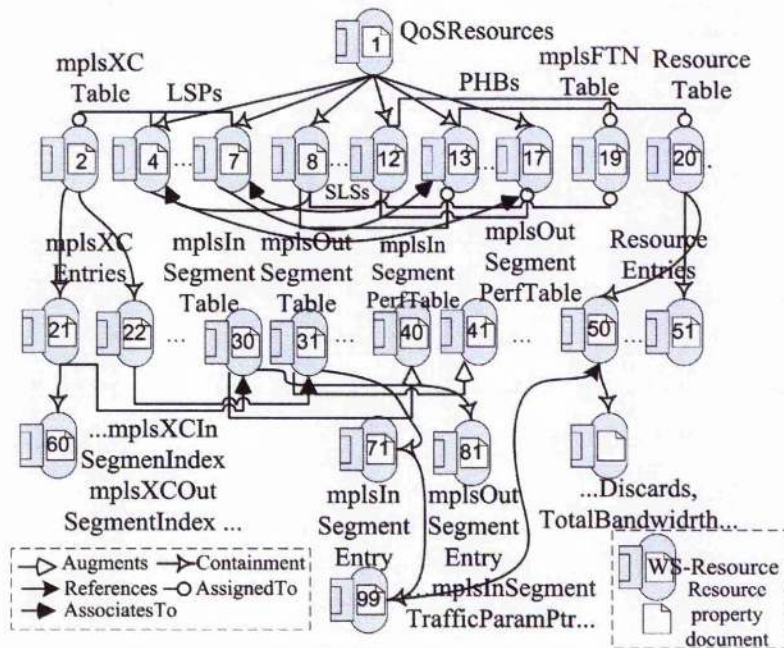 1 QoSResources
mplsXC
Table
LSPs
PHBs
mplsFTN
Table
Resource
Table
2 4 ... 7 8 ... 12 13 ... 17 19 20 .
SLSs
mplsXC
Entries
mplsIn
Segment
Table
mplsOut
Segment
Table
mplsIn
Segment
PerfTable
mplsOut
Segment
PerfTable
Resource
Entries
21 22 ... 30 31 ... 40 41 ... 50 ... 51
60
...mplsXCIn
SegmenIndex
mplsXCOut
SegmentIndex ...
71
mplsIn
Segment
Entry
81
mplsOut
Segment
Entry
...Discards,
TotalBandwidrth...
99
mplsInSegment
TrafficParamPtr...
Augments Containment
References AssignedTo
AssociatesTo
WS-Resource
Resource
property
document